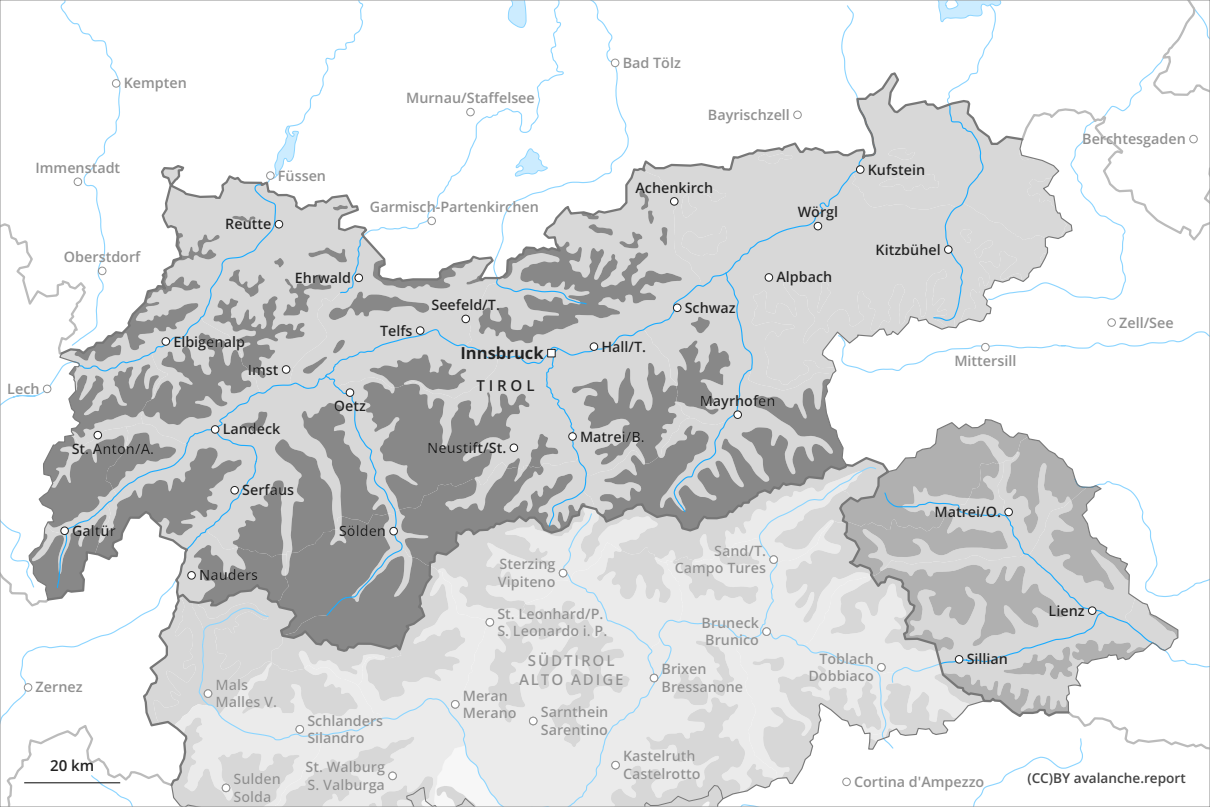 Kempten
Bad Tölz
Murnau/Staffelsee
Bayrischzell
Berchtesgaden
Immenstadt
Füssen
Kufstein
Achenkirch
Garmisch-Partenkirchen
Wörgl
Reutte
Kitzbühel
Oberstdorf
Ehrwald
Alpbach
Seefeld/T.
Schwaz
Zell/See
Telfs
Elbigenalp
Innsbruck
Hall/T.
Mittersill
Imst
TIROL
Lech
Oetz
Mayrhofen
Landeck
Matrei/B.
St. Anton/A.
Neustift/St.
Serfaus
Matrei/O.
Galtür
Sölden
Sand/T.
Campo Tures
Sterzing
Vipiteno
Nauders
Lienz
St. Leonhard/P.
S. Leonardo i. P.
Bruneck
Brunico
SÜDTIROL
ALTO ADIGE
Toblach
Dobbiaco
Sillian
Brixen
Bressanone
Zernez
Mals
Malles V.
Meran
Merano
Sarnthein
Sarentino
Schlanders
Silandro
Kastelruth
Castelrotto
20 km
St. Walburg
S. Valburga
Sulden
Solda
Cortina d'Ampezzo
(CC)BY avalanche.report